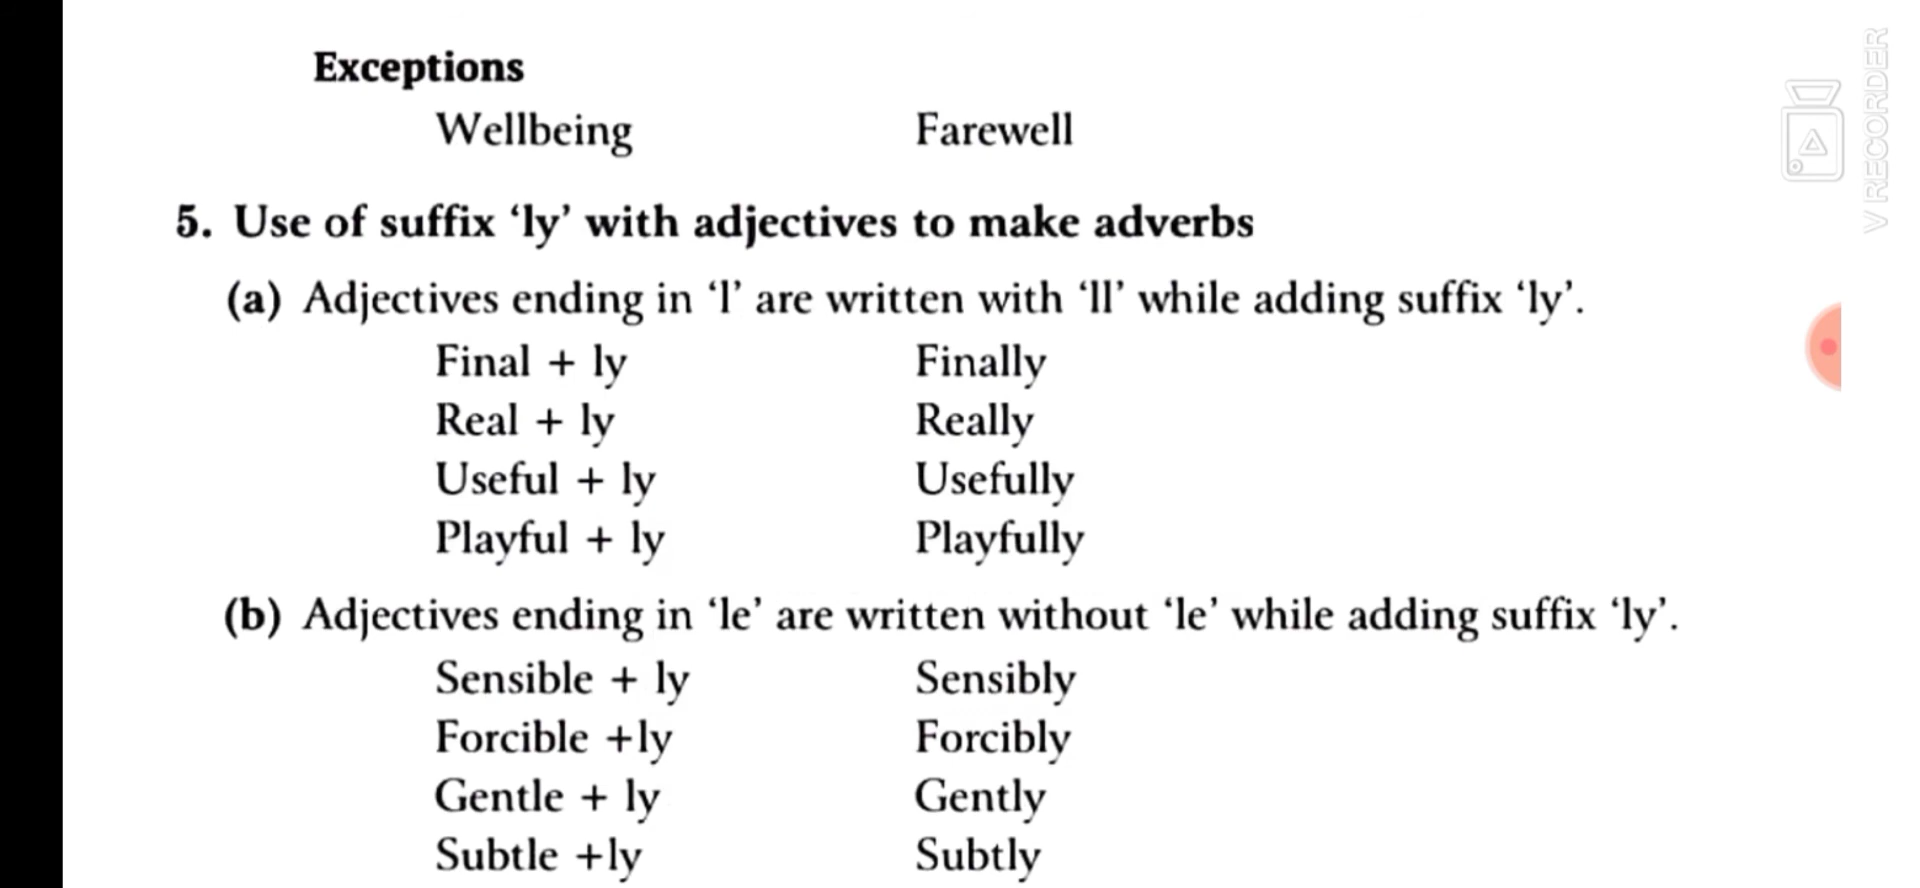 Exceptions
Wellbeing Farewell
5. Use of suffix ‘ly’ with adjectives to make adverbs
(a) Adjectives ending in ‘l’ are written with ‘ll’ while adding suffix ‘ly’.
Final + ly Finally
Real + ly Really
Useful + ly Usefully
Playful + ly Playfully
(b) Adjectives ending in ‘le’ are written without ‘le’ while adding suffix ‘ly’.
Sensible + ly Sensibly
Forcible +ly Forcibly
Gentle + ly Gently
Subtle +ly Subtly
V RECORDER